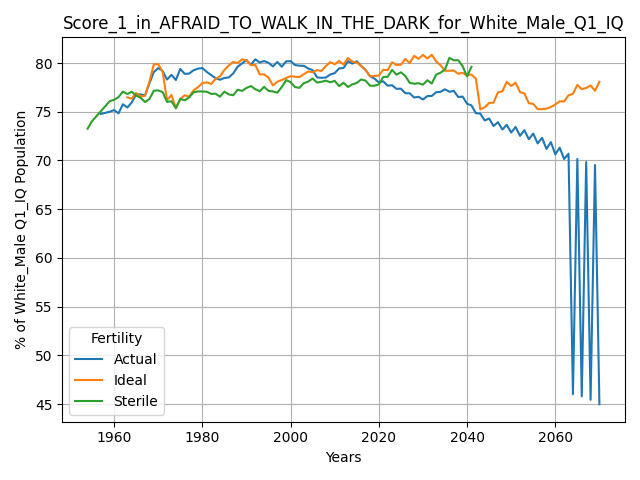 Score_1_in_AFRAID_TO_WALK_IN_THE_DARK_for_White_Male_Q1_IQ
% of White_Male Q1_IQ Population
80
75
70
65
60
55
50
45
Fertility
Actual
Ideal
Sterile
1960 1980 2000 2020 2040 2060
Years